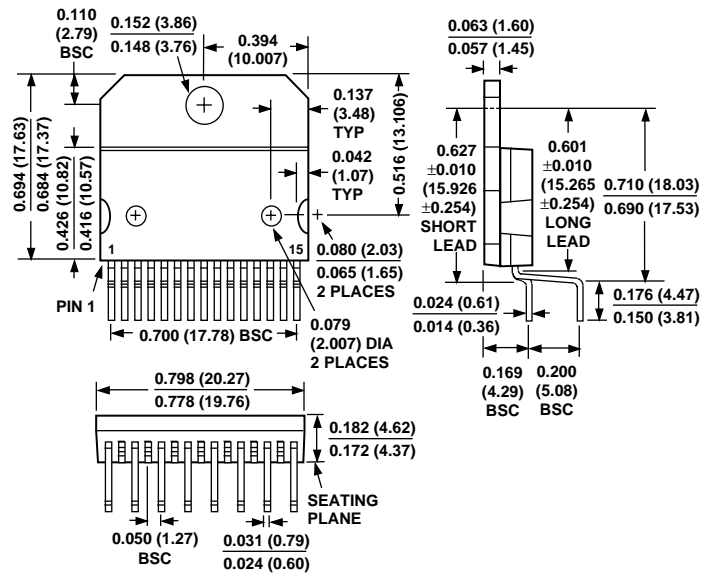 0.110
(2.79)
BSC
0.152 (3.86)
0.148 (3.76)
0.394
(10.007)
0.137
(3.48)
TYP
0.042
(1.07)
TYP
0.516 (13.106)
0.694 (17.63)
0.684 (17.37)
0.426 (10.82)
0.416 (10.57)
1
15
PIN 1
0.080 (2.03)
0.065 (1.65)
2 PLACES
0.700 (17.78) BSC
0.079
(2.007) DIA
2 PLACES
0.063 (1.60)
0.057 (1.45)
0.627
±0.010
(15.926
±0.254)
SHORT
LEAD
0.601
±0.010
(15.265
±0.254)
LONG
LEAD
0.710 (18.03)
0.690 (17.53)
0.024 (0.61)
0.014 (0.36)
0.176 (4.47)
0.150 (3.81)
0.169
(4.29)
BSC
0.200
(5.08)
BSC
0.798 (20.27)
0.778 (19.76)
0.182 (4.62)
0.172 (4.37)
SEATING
PLANE
0.050 (1.27)
BSC
0.031 (0.79)
0.024 (0.60)